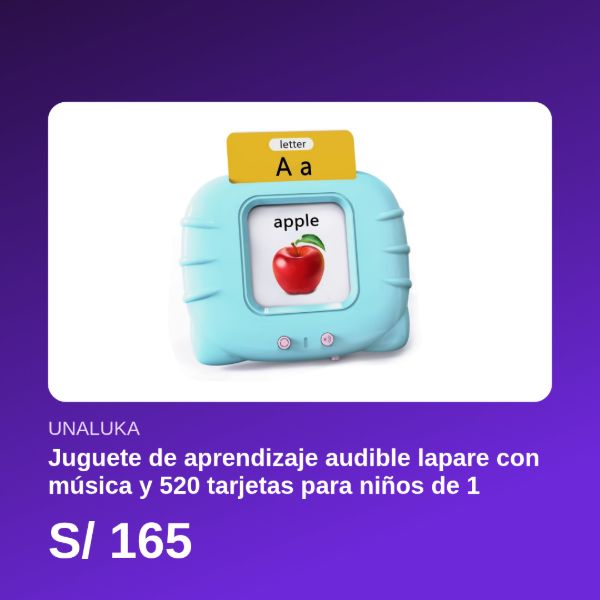 letter
A a
apple
UNALUKA
Juguete de aprendizaje audible lapare con
música y 520 tarjetas para niños de 1
S/ 165